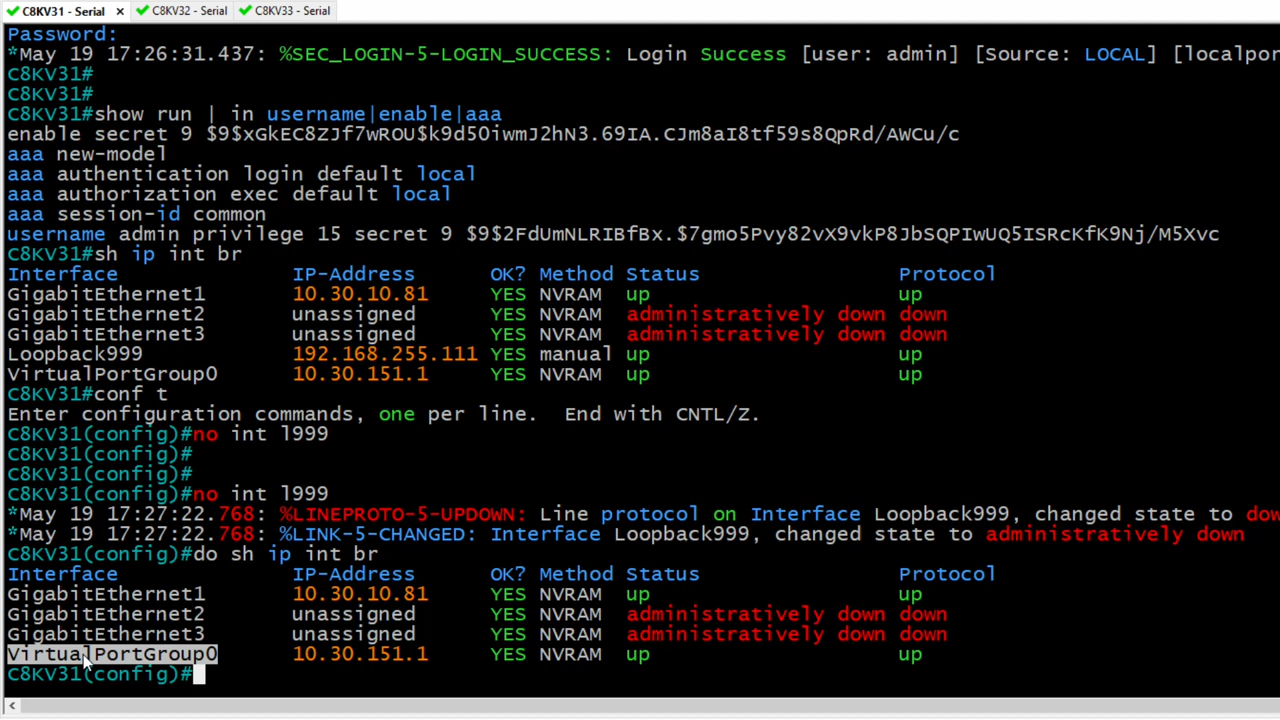 C8KV31 - Serial × C8KV32 - Serial C8KV33 - Serial
Password:
*May 19 17:26:31.437: %SEC_LOGIN-5-LOGIN_SUCCESS: Login Success [user: admin] [Source: LOCAL] [localpor
C8KV31#
C8KV31#
C8KV31#show run | in username|enable|aaa
enable secret 9 $9$xGkEC8ZJf7wROU$k9d50iwmJ2hN3.69IA.CJm8aI8tf59s8QpRd/AWCu/c
aaa new-model
aaa authentication login default local
aaa authorization exec default local
aaa session-id common
username admin privilege 15 secret 9 $9$2FdUmNLRIBfBx.$7gmo5Pvy82vX9vkP8JbSQPIwUQ5ISRcKfK9Nj/M5Xvc
C8KV31#sh ip int br
Interface IP-Address OK? Method Status Protocol
GigabitEthernet1 10.30.10.81 YES NVRAM up up
GigabitEthernet2 unassigned YES NVRAM administratively down down
GigabitEthernet3 unassigned YES NVRAM administratively down down
Loopback999 192.168.255.111 YES manual up up
VirtualPortGroup0 10.30.151.1 YES NVRAM up up
C8KV31#conf t
Enter configuration commands, one per line. End with CNTL/Z.
C8KV31(config)#no int l999
C8KV31(config)#
C8KV31(config)#
C8KV31(config)#no int l999
*May 19 17:27:22.768: %LINEPROTO-5-UPDOWN: Line protocol on Interface Loopback999, changed state to dow
*May 19 17:27:22.768: %LINK-5-CHANGED: Interface Loopback999, changed state to administratively down
C8KV31(config)#do sh ip int br
Interface IP-Address OK? Method Status Protocol
GigabitEthernet1 10.30.10.81 YES NVRAM up up
GigabitEthernet2 unassigned YES NVRAM administratively down down
GigabitEthernet3 unassigned YES NVRAM administratively down down
VirtualPortGroup0 10.30.151.1 YES NVRAM up up
C8KV31(config)#